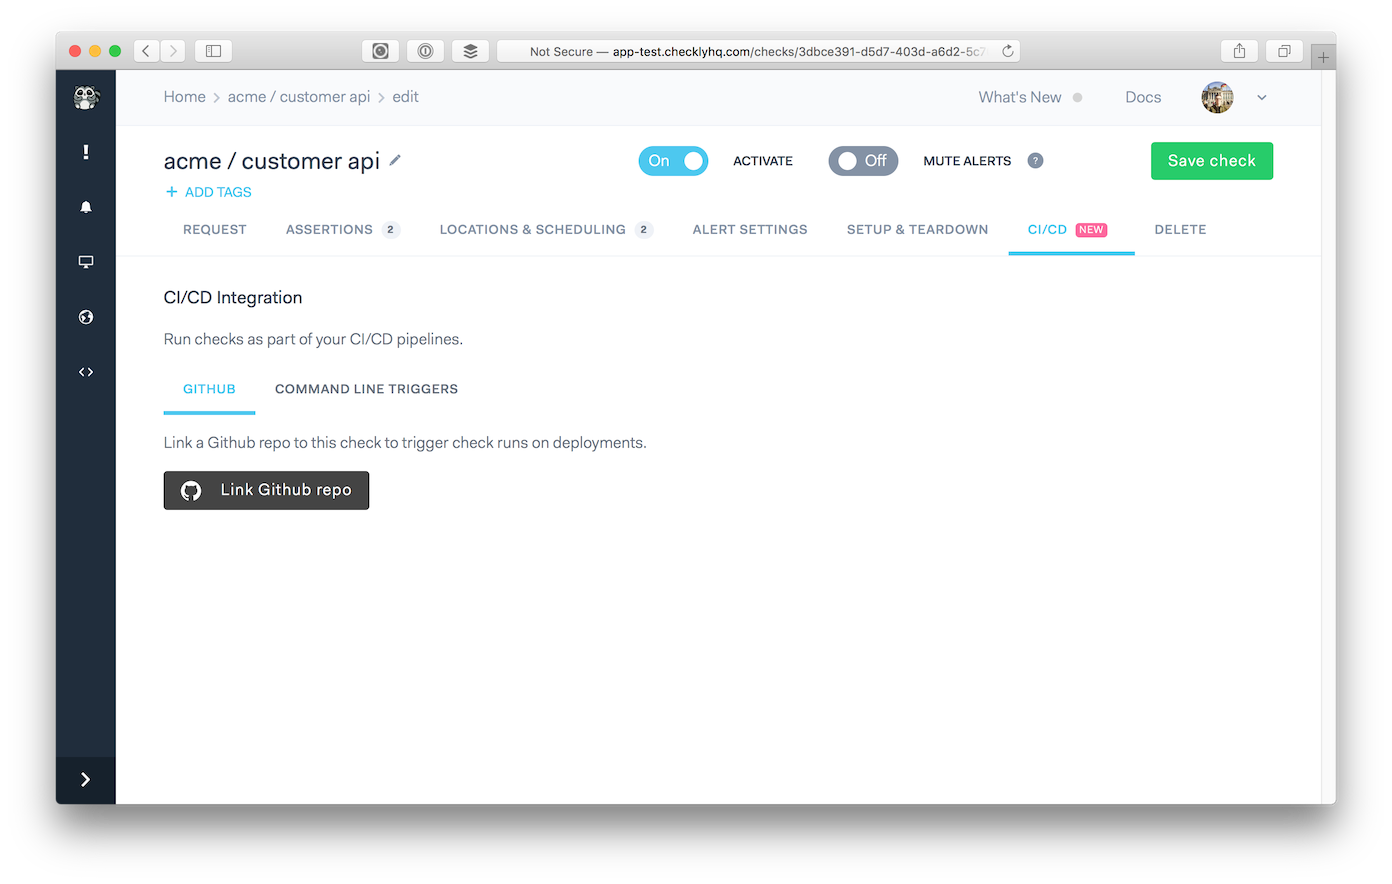 Not Secure — app-test.checklyhq.com/checks/3dbce391-d5d7-403d-a6d2-5c7
Home > acme / customer api > edit
What's New
Docs
acme / customer api
On
ACTIVATE
Off
MUTE ALERTS
?
Save check
+ ADD TAGS
REQUEST
ASSERTIONS 2
LOCATIONS & SCHEDULING 2
ALERT SETTINGS
SETUP & TEARDOWN
CI/CD NEW
DELETE
CI/CD Integration
Run checks as part of your CI/CD pipelines.
GITHUB
COMMAND LINE TRIGGERS
Link a Github repo to this check to trigger check runs on deployments.
Link Github repo